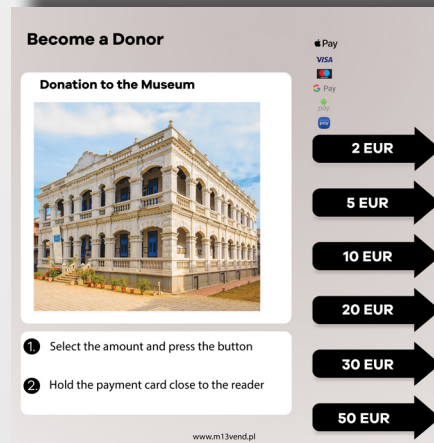 Become a Donor
Donation to the Museum
1. Select the amount and press the button
2. Hold the payment card close to the reader
www.m13vend.pl
Pay
VISA
G Pay
pay
pay
2 EUR
5 EUR
10 EUR
20 EUR
30 EUR
50 EUR